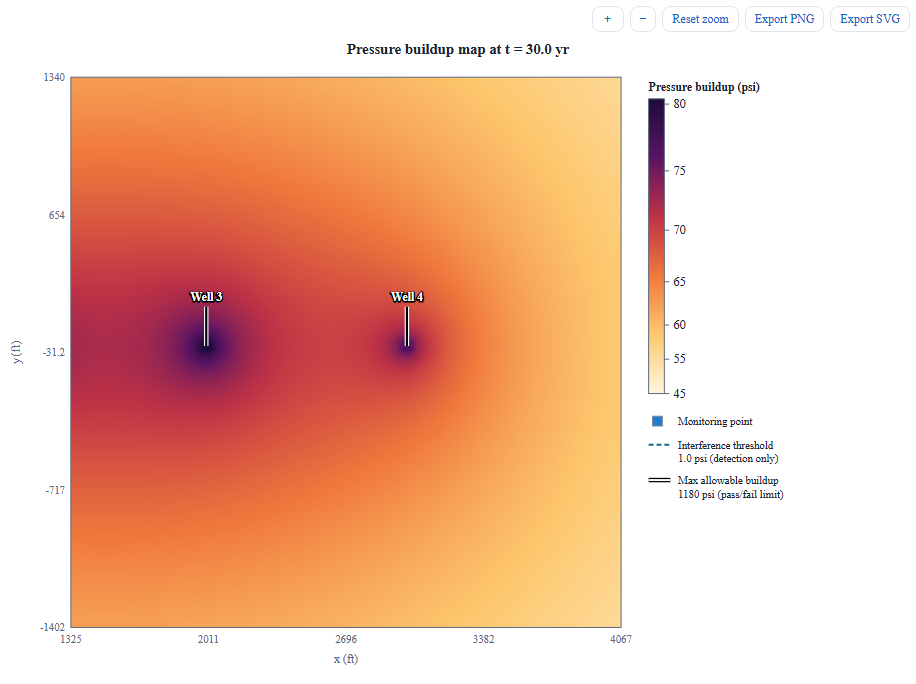 +
−
Reset zoom
Export PNG
Export SVG
Pressure buildup map at t = 30.0 yr
1340
654
-31.2
-717
-1402
y (ft)
Well 3
Well 4
1325
2011
2696
3382
4067
x (ft)
Pressure buildup (psi)
80
75
70
65
60
55
45
Monitoring point
Interference threshold
1.0 psi (detection only)
Max allowable buildup
1180 psi (pass/fail limit)